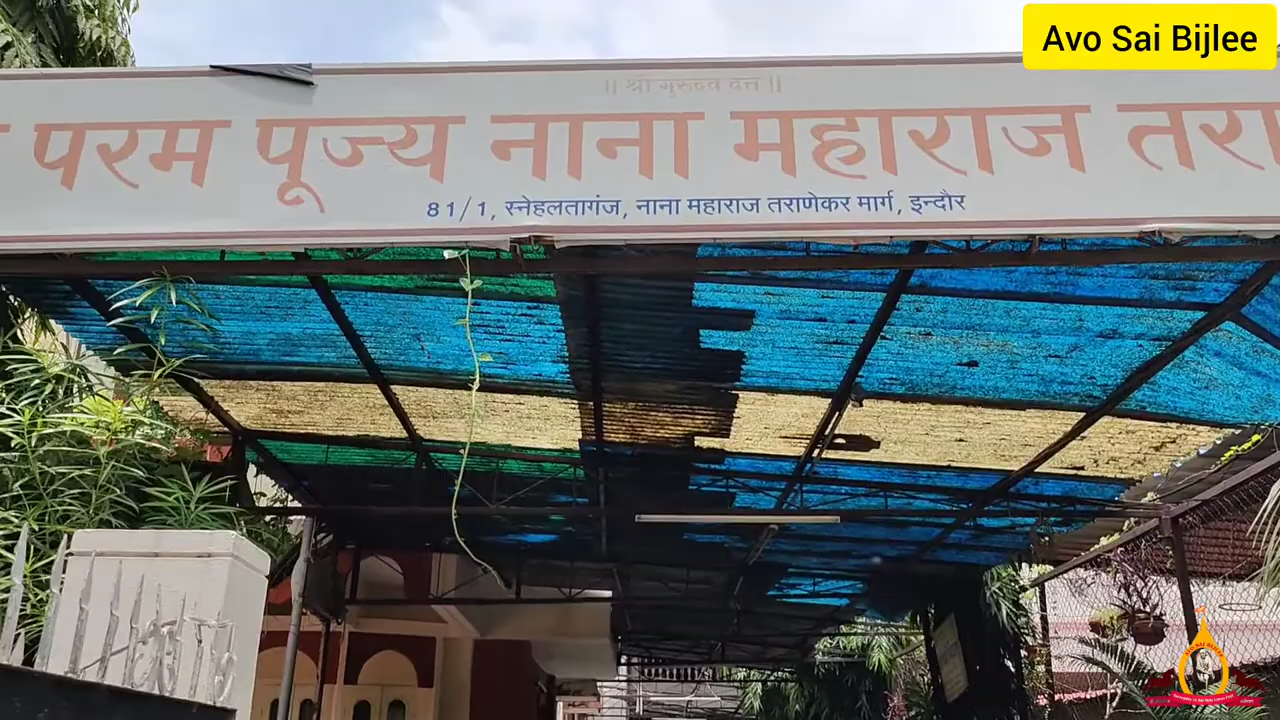 Avo Sai Bijlee
|| श्री गुरुदेव दत्त ||
परम पूज्य नाना महाराज तरा
81/1, स्नेहलतागंज, नाना महाराज तराणेकर मार्ग, इन्दौर